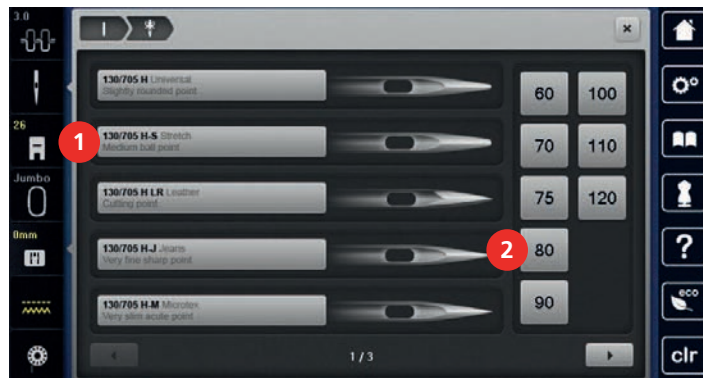 3.0
26
Jumbo
0mm
130/705 H Universal
Slightly rounded point
1
130/705 H-S Stretch
Medium ball point
130/705 H LR Leather
Cutting point
130/705 H-J Jeans
Very fine sharp point
130/705 H-M Microtex
Very slim acute point
60 100
70 110
75 120
2
80
90
1 / 3
?
eco
clr